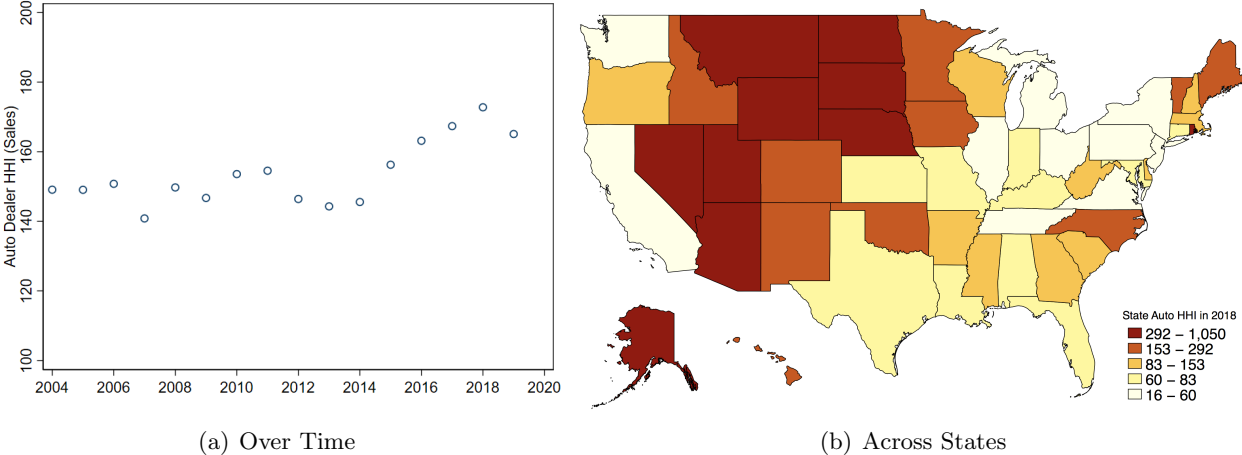 Auto Dealer HHI (Sales)
200
180
160
140
120
100
2004 2006 2008 2010 2012 2014 2016 2018 2020
State Auto HHI in 2018
292 – 1,050
153 – 292
83 – 153
60 – 83
16 – 60
(a) Over Time
(b) Across States